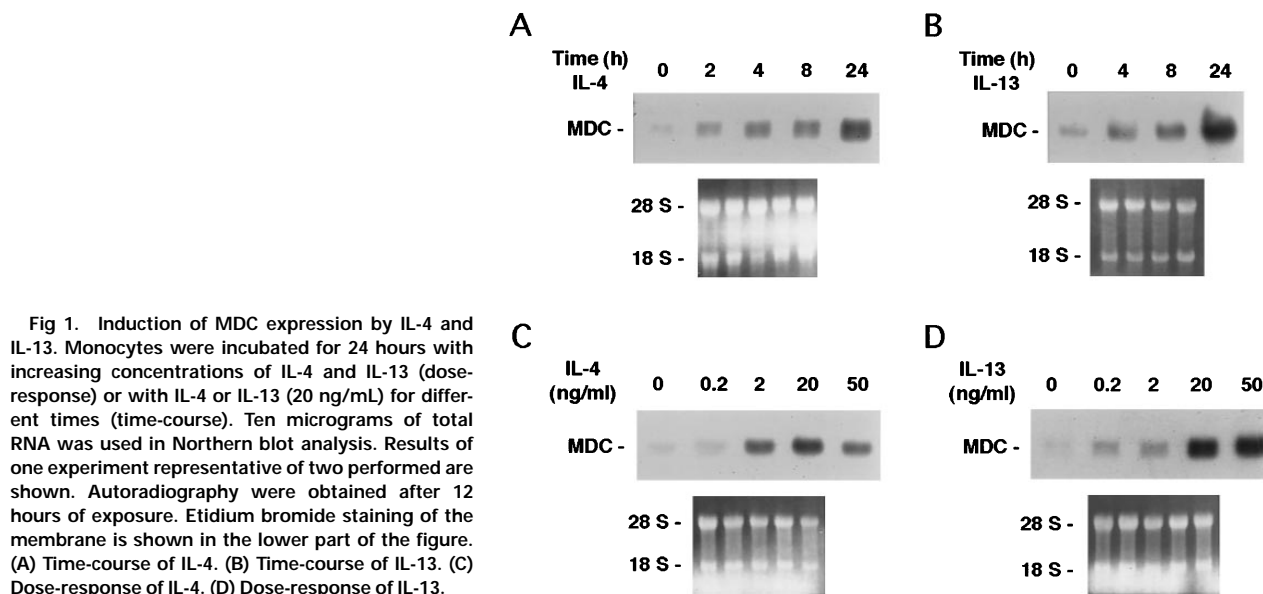 A
Time (h) 0 2 4 8 24
IL-4
MDC -
28 S -
18 S -
B
Time (h) 0 4 8 24
IL-13
MDC -
28 S -
18 S -
Fig 1. Induction of MDC expression by IL-4 and
IL-13. Monocytes were incubated for 24 hours with
increasing concentrations of IL-4 and IL-13 (dose-
response) or with IL-4 or IL-13 (20 ng/mL) for differ-
ent times (time-course). Ten micrograms of total
RNA was used in Northern blot analysis. Results of
one experiment representative of two performed are
shown. Autoradiography were obtained after 12
hours of exposure. Etidium bromide staining of the
membrane is shown in the lower part of the figure.
(A) Time-course of IL-4. (B) Time-course of IL-13. (C)
Dose-response of IL-4. (D) Dose-response of IL-13.
C
IL-4 0 0.2 2 20 50
(ng/ml)
MDC -
28 S -
18 S -
D
IL-13 0 0.2 2 20 50
(ng/ml)
MDC -
28 S -
18 S -